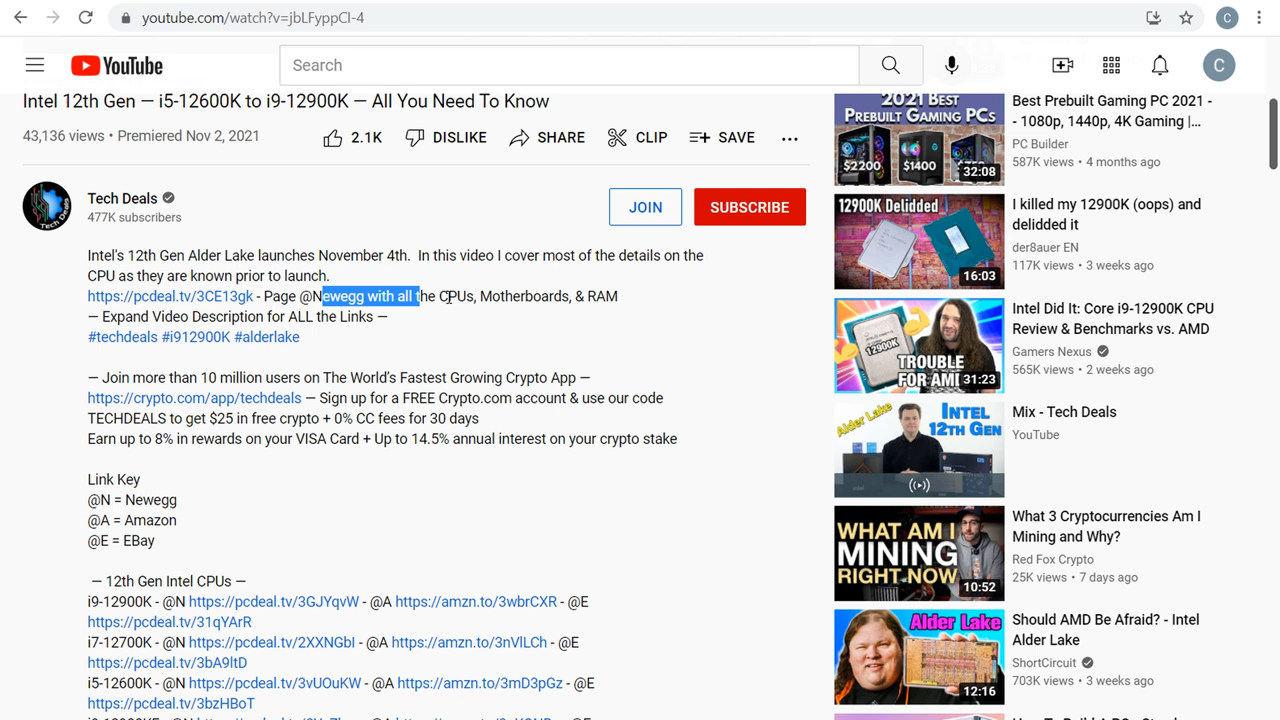 youtube.com/watch?v=jbLFyppCI-4
C
YouTube
Search
C
Intel 12th Gen — i5-12600K to i9-12900K — All You Need To Know
43,136 views • Premiered Nov 2, 2021
2.1K
DISLIKE
SHARE
CLIP
SAVE
Tech Deals
477K subscribers
JOIN
SUBSCRIBE
Intel's 12th Gen Alder Lake launches November 4th. In this video I cover most of the details on the
CPU as they are known prior to launch.
https://pcdeal.tv/3CE13gk - Page @Newegg with all the CPUs, Motherboards, & RAM
— Expand Video Description for ALL the Links —
#techdeals #i912900K #alderlake
— Join more than 10 million users on The World's Fastest Growing Crypto App —
https://crypto.com/app/techdeals — Sign up for a FREE Crypto.com account & use our code
TECHDEALS to get $25 in free crypto + 0% CC fees for 30 days
Earn up to 8% in rewards on your VISA Card + Up to 14.5% annual interest on your crypto stake
Link Key
@N = Newegg
@A = Amazon
@E = EBay
— 12th Gen Intel CPUs —
i9-12900K - @N https://pcdeal.tv/3GJYqvW - @A https://amzn.to/3wbrCXR - @E
https://pcdeal.tv/31qYArR
i7-12700K - @N https://pcdeal.tv/2XXNGbl - @A https://amzn.to/3nVlLCh - @E
https://pcdeal.tv/3bA9ltD
i5-12600K - @N https://pcdeal.tv/3vUOuKW - @A https://amzn.to/3mD3pGz - @E
https://pcdeal.tv/3bzHBoT
2021 BEST
PREBUILT GAMING PCs
$2200
$1400
32:08
Best Prebuilt Gaming PC 2021 -
- 1080p, 1440p, 4K Gaming |...
PC Builder
587K views • 4 months ago
12900K Delidded
16:03
I killed my 12900K (oops) and
delidded it
der8auer EN
117K views • 3 weeks ago
12900K
TROUBLE
FOR AM
31:23
Intel Did It: Core i9-12900K CPU
Review & Benchmarks vs. AMD
Gamers Nexus
565K views • 2 weeks ago
Alder Lake
INTEL
12TH GEN
Mix - Tech Deals
YouTube
WHAT AM I
MINING
RIGHT NOW
10:52
What 3 Cryptocurrencies Am I
Mining and Why?
Red Fox Crypto
25K views • 7 days ago
Alder Lake
12:16
Should AMD Be Afraid? - Intel
Alder Lake
ShortCircuit
703K views • 3 weeks ago